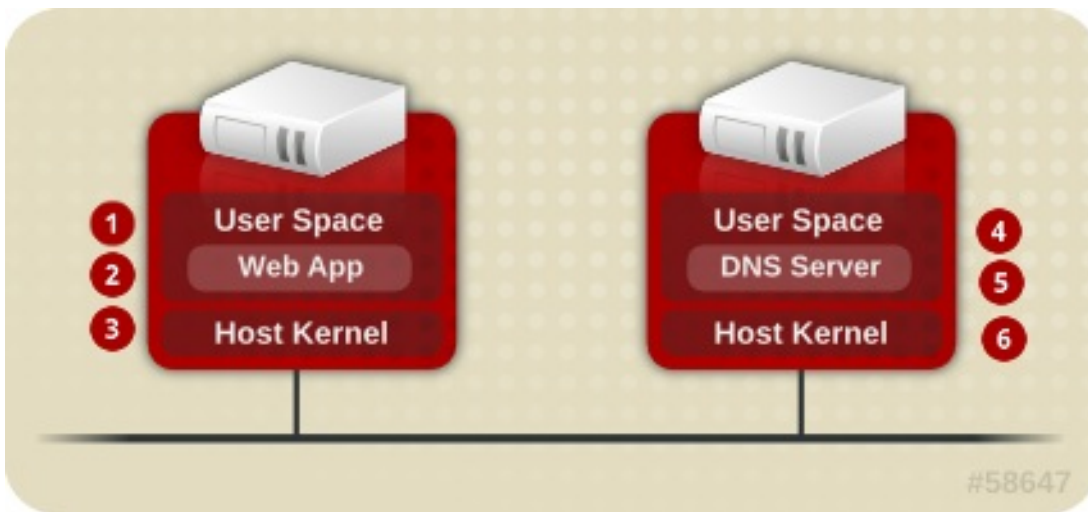 User Space
Web App
Host Kernel
1
2
3
User Space
DNS Server
Host Kernel
4
5
6
#58647